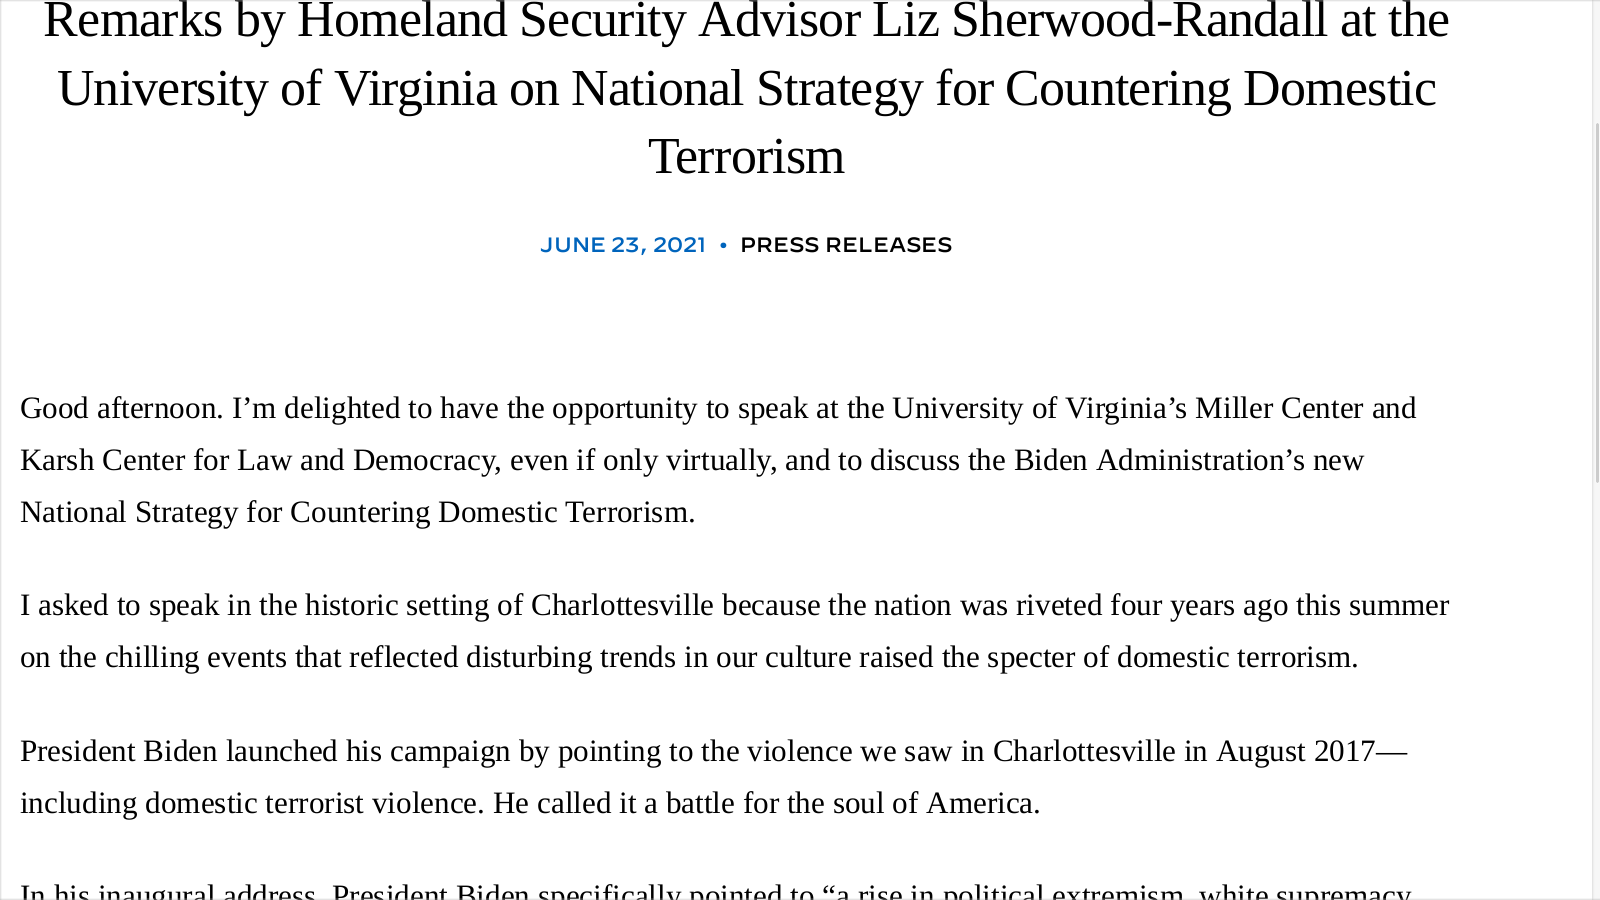 Remarks by Homeland Security Advisor Liz Sherwood-Randall at the
University of Virginia on National Strategy for Countering Domestic
Terrorism
JUNE 23, 2021 • PRESS RELEASES
Good afternoon. I’m delighted to have the opportunity to speak at the University of Virginia’s Miller Center and
Karsh Center for Law and Democracy, even if only virtually, and to discuss the Biden Administration’s new
National Strategy for Countering Domestic Terrorism.
I asked to speak in the historic setting of Charlottesville because the nation was riveted four years ago this summer
on the chilling events that reflected disturbing trends in our culture raised the specter of domestic terrorism.
President Biden launched his campaign by pointing to the violence we saw in Charlottesville in August 2017—
including domestic terrorist violence. He called it a battle for the soul of America.
In his inaugural address, President Biden specifically pointed to “a rise in political extremism, white supremacy,